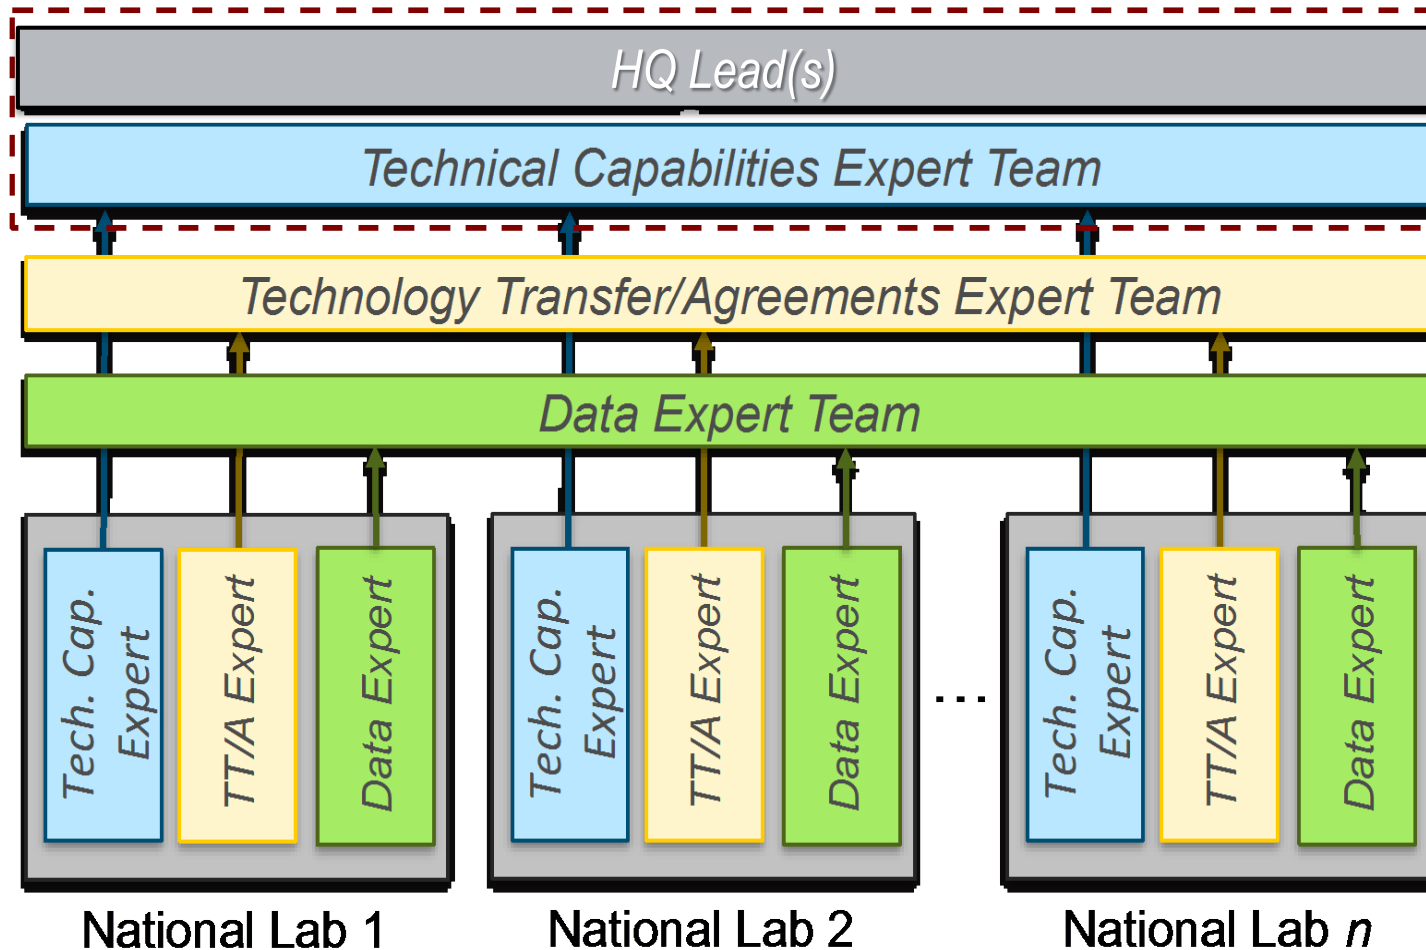 HQ Lead(s)
Technical Capabilities Expert Team
Technology Transfer/Agreements Expert Team
Data Expert Team
Tech. Cap.
Expert
TT/A Expert
Data Expert
Tech. Cap.
Expert
TT/A Expert
Data Expert
...
Tech. Cap.
Expert
TT/A Expert
Data Expert
National Lab 1
National Lab 2
National Lab n